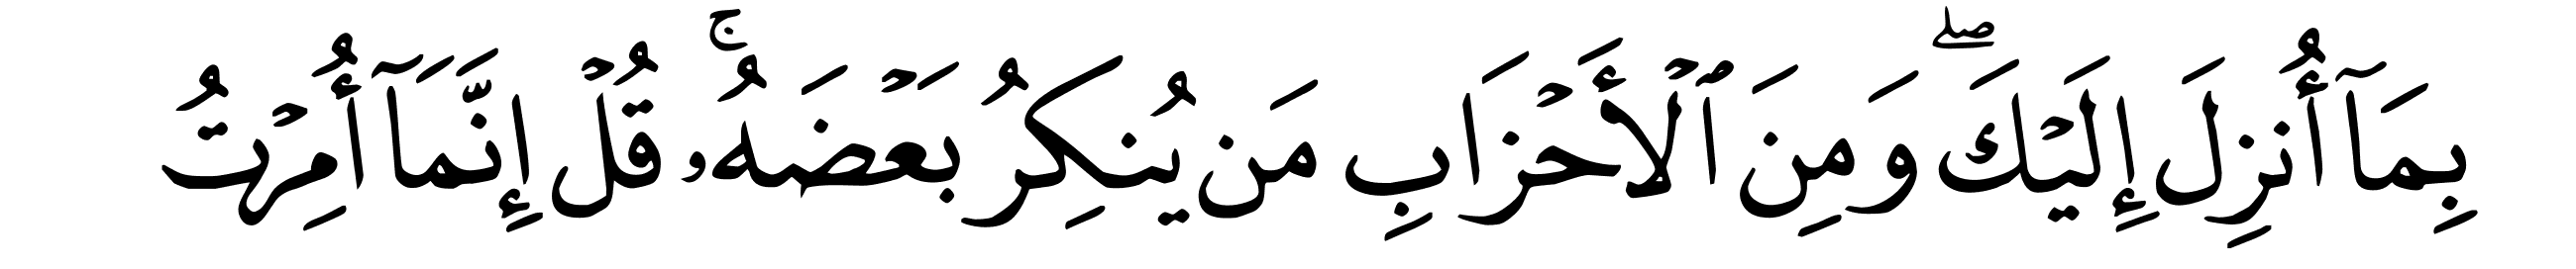 بِمَآ أُنزِلَ إِلَيْكَ ۖ وَمِنَ ٱلْأَحْزَابِ مَن يُنكِرُ بَعْضَهُۥ ۚ قُلْ إِنَّمَآ أُمِرْتُ